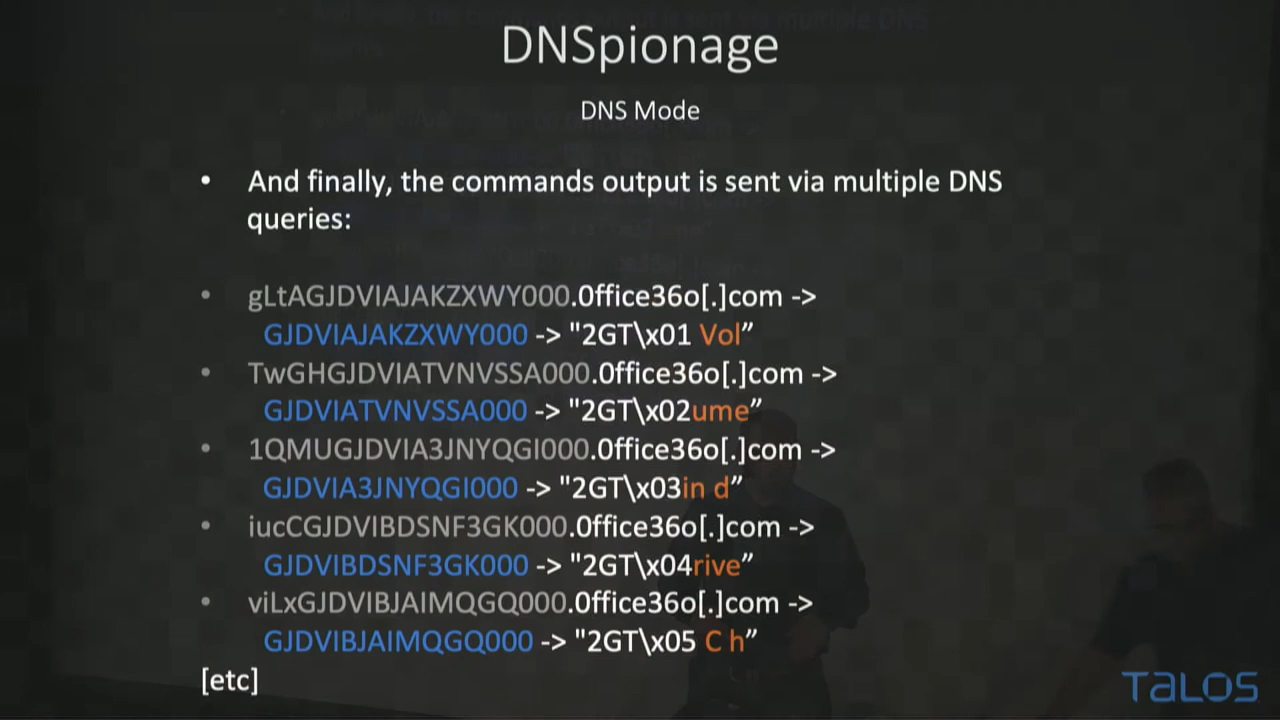 DNSpionage
DNS Mode
• And finally, the commands output is sent via multiple DNS
queries:
• gLtAGJDVIAJAKZXWY000.0ffice36o[.]com ->
GJDVIAJAKZXWY000 -> "2GT\x01 Vol”
• TwGHGJDVIATVNVSSA000.0ffice36o[.]com ->
GJDVIATVNVSSA000 -> "2GT\x02ume”
• 1QMUGJDVIA3JNYQGI000.0ffice36o[.]com ->
GJDVIA3JNYQGI000 -> "2GT\x03in d”
• iucCGJDVIBDSNF3GK000.0ffice36o[.]com ->
GJDVIBDSNF3GK000 -> "2GT\x04rive”
• viLxGJDVIBJAIMQGQ000.0ffice36o[.]com ->
GJDVIBJAIMQGQ000 -> "2GT\x05 C h”
[etc]
TALOS